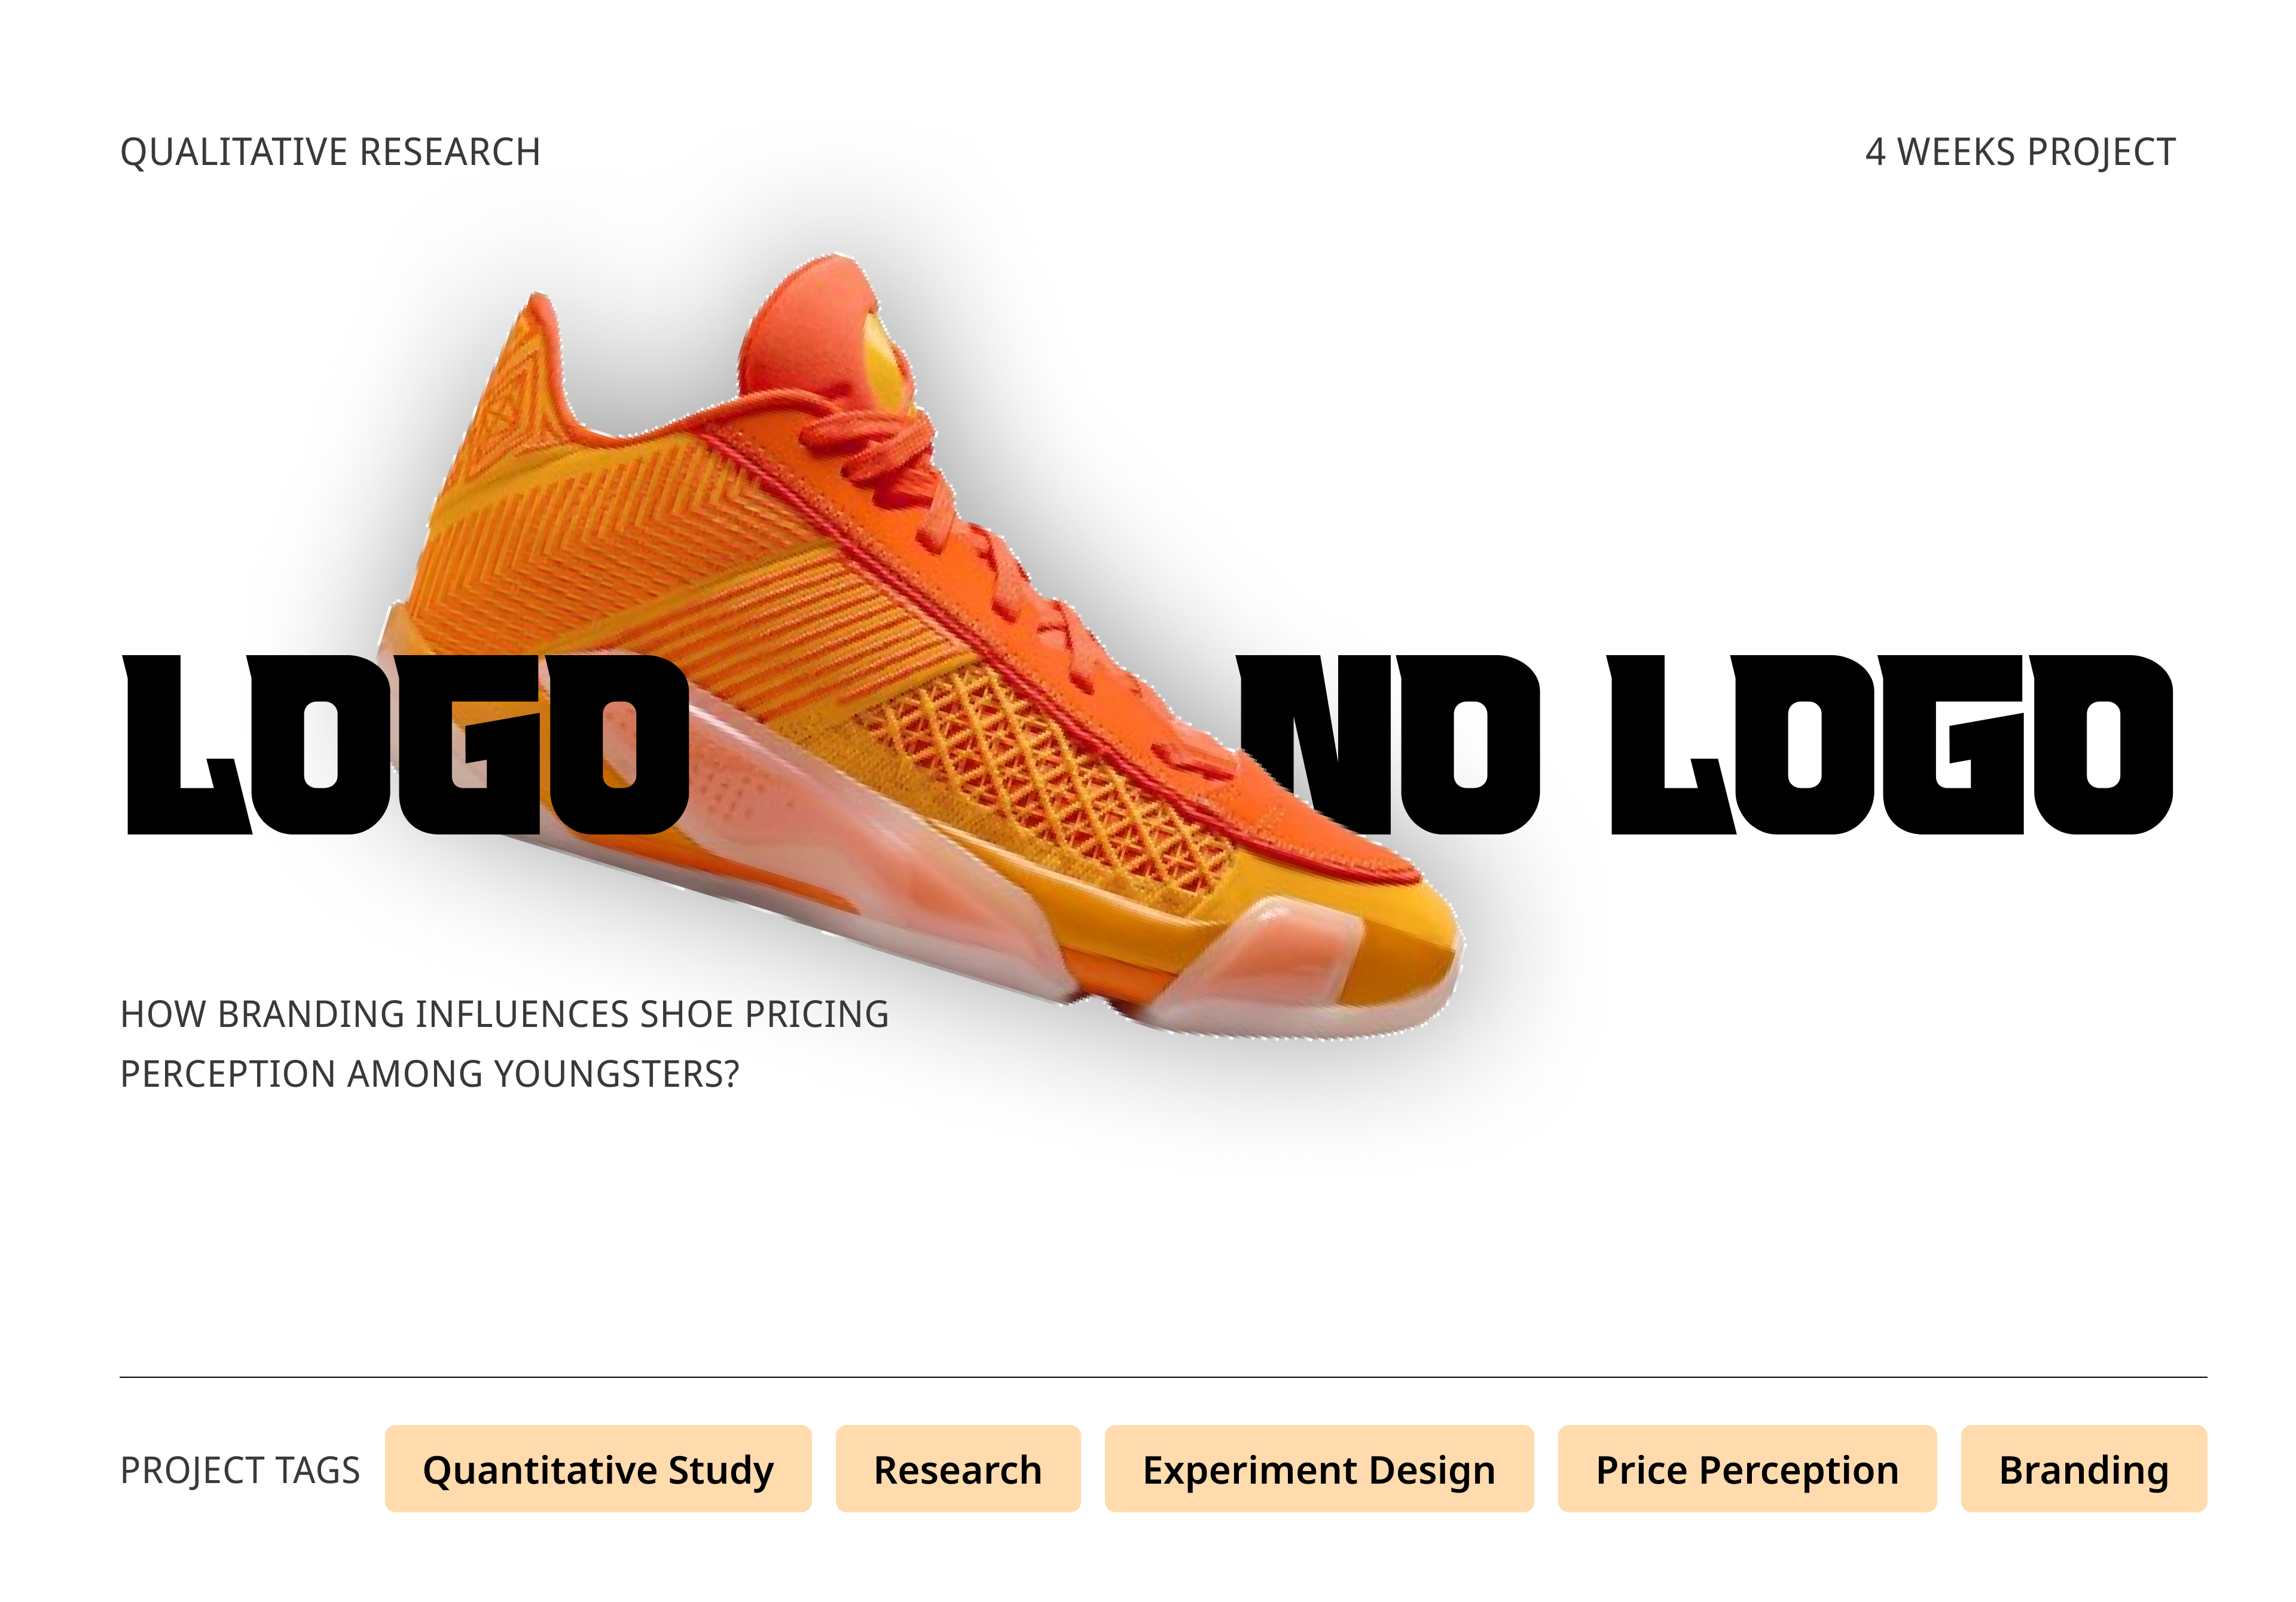 QUALITATIVE RESEARCH
4 WEEKS PROJECT
LOGO NO LOGO
HOW BRANDING INFLUENCES SHOE PRICING
PERCEPTION AMONG YOUNGSTERS?
PROJECT TAGS Quantitative Study Research Experiment Design Price Perception Branding